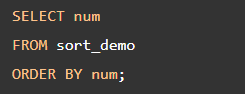 SELECT num
FROM sort_demo
ORDER BY num;